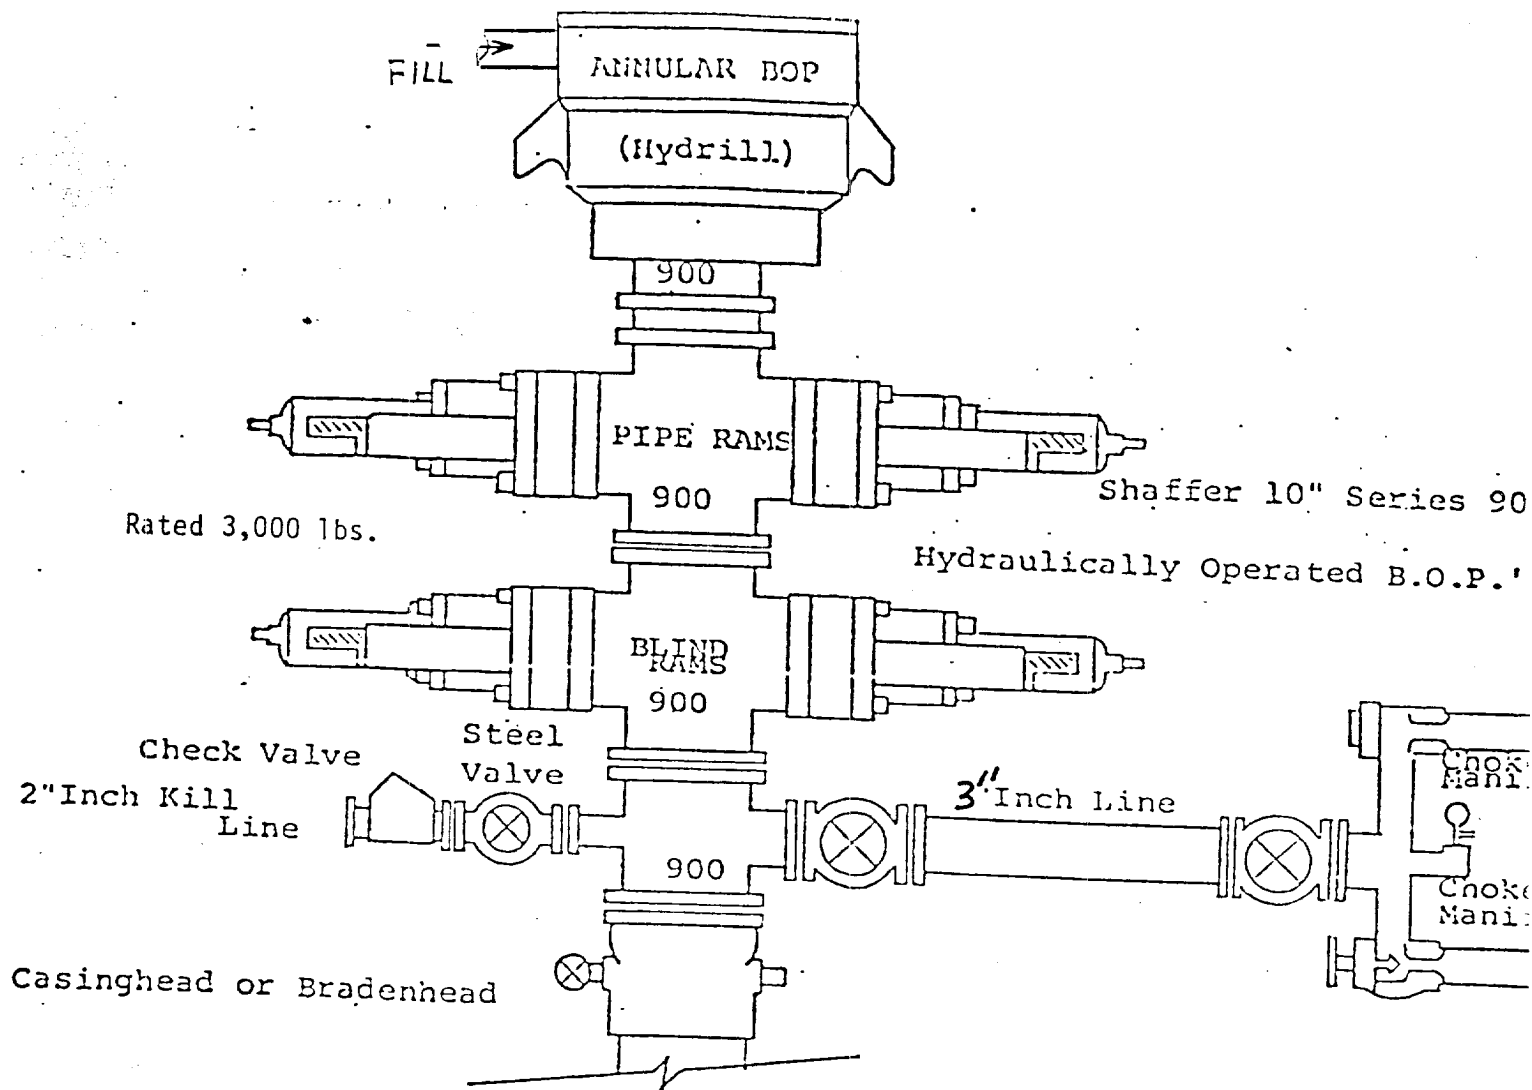 FILL
ANNULAR BOP
(Hydrill)
900
PIPE RAMS
900
Shaffer 10" Series 90
Rated 3,000 lbs.
Hydraulically Operated B.O.P.'
BLIND
RAMS
900
Check Valve
Steel
Valve
2"Inch Kill
Line
3"Inch Line
900
Casinghead or Bradenhead